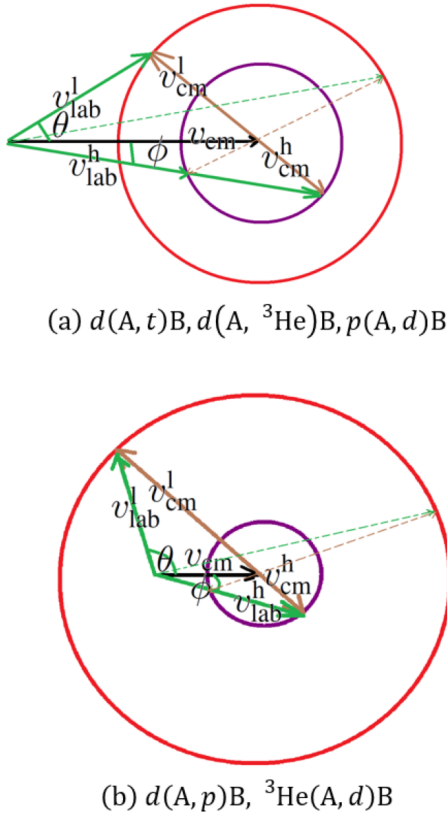 v^l_cm
v^l_lab
θ
v_cm
ϕ
v^h_lab
v^h_cm
(a) d(A, t)B, d(A, ³He)B, p(A, d)B
v^l_cm
v^l_lab
θ
v_cm
v^h_cm
ϕ
v^h_lab
(b) d(A, p)B, ³He(A, d)B